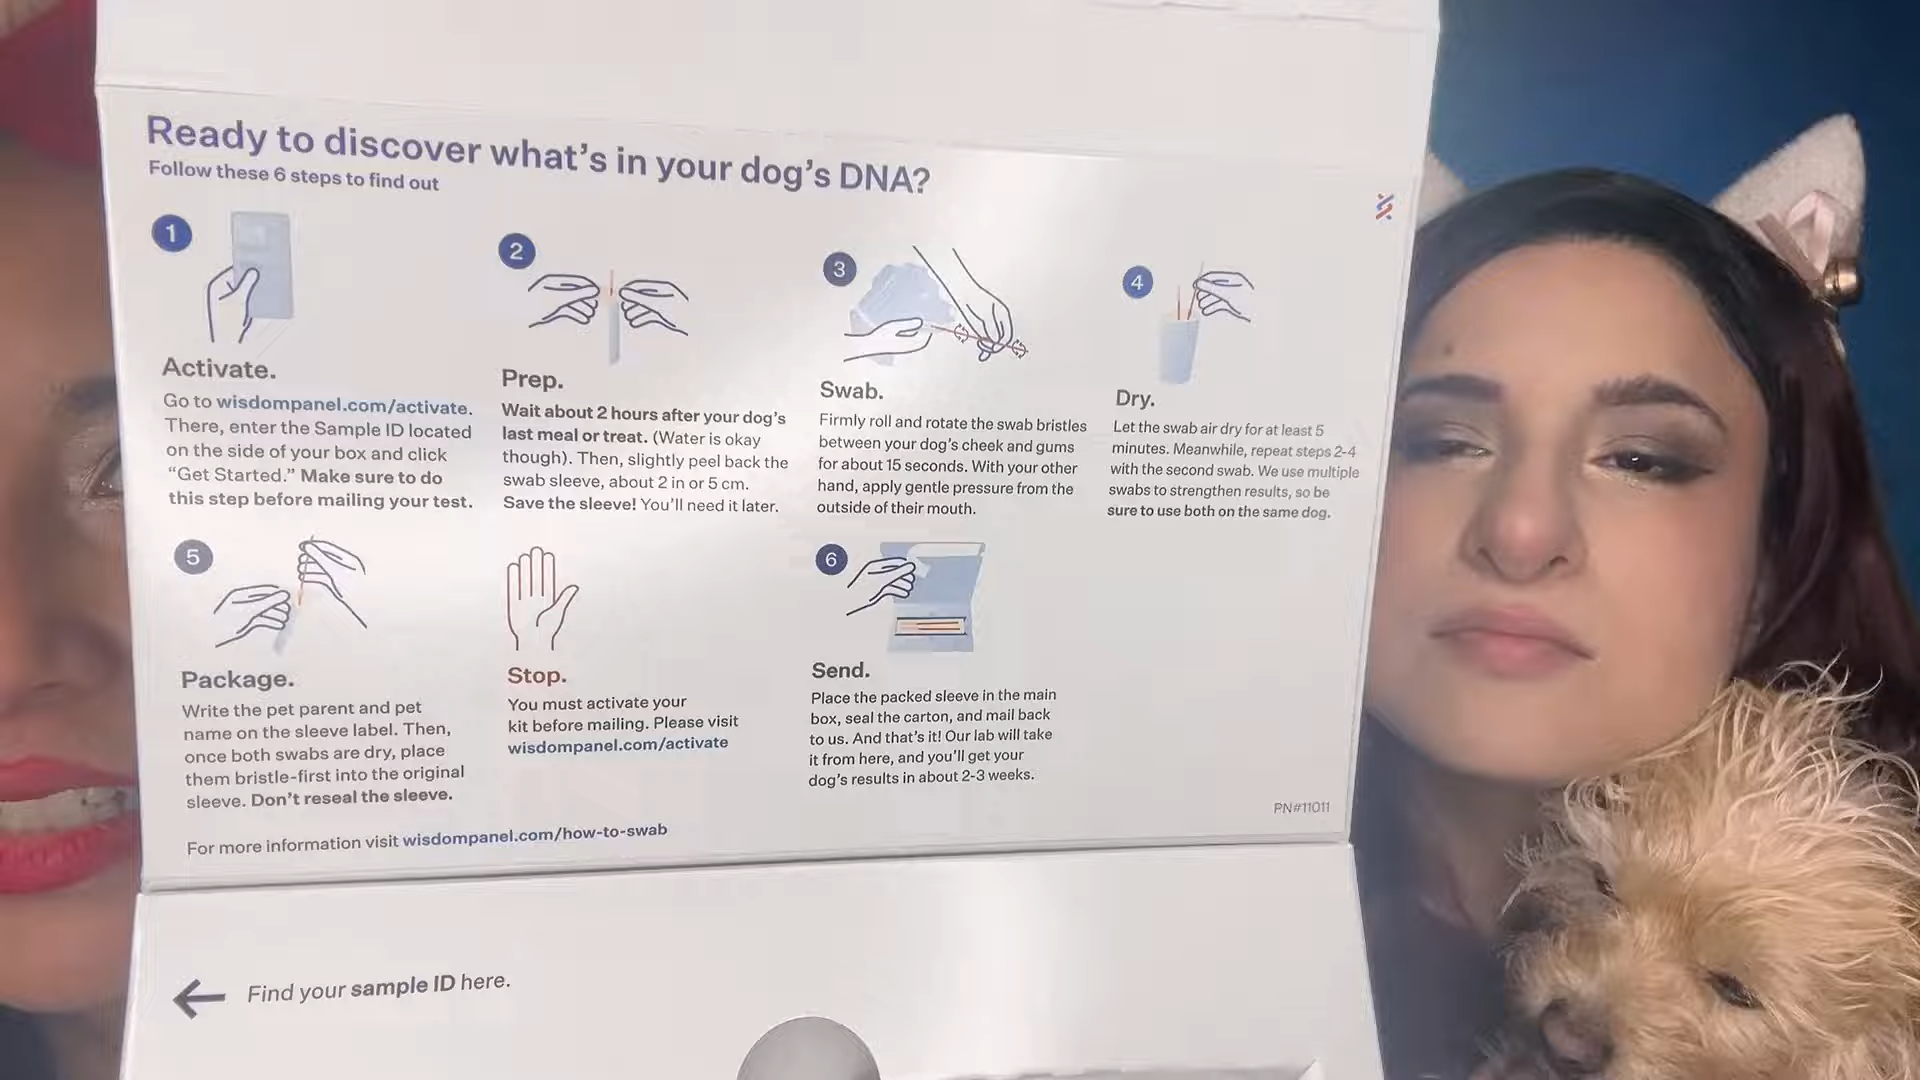 Ready to discover what's in your dog's DNA?
Follow these 6 steps to find out
1
Activate.
Go to wisdompanel.com/activate.
There, enter the Sample ID located
on the side of your box and click
“Get Started.” Make sure to do
this step before mailing your test.
2
Prep.
Wait about 2 hours after your dog's
last meal or treat. (Water is okay
though). Then, slightly peel back the
swab sleeve, about 2 in or 5 cm.
Save the sleeve! You'll need it later.
3
Swab.
Firmly roll and rotate the swab bristles
between your dog's cheek and gums
for about 15 seconds. With your other
hand, apply gentle pressure from the
outside of their mouth.
4
Dry.
Let the swab air dry for at least 5
minutes. Meanwhile, repeat steps 2-4
with the second swab. We use multiple
swabs to strengthen results, so be
sure to use both on the same dog.
5
Package.
Write the pet parent and pet
name on the sleeve label. Then,
once both swabs are dry, place
them bristle-first into the original
sleeve. Don't reseal the sleeve.
Stop.
You must activate your
kit before mailing. Please visit
wisdompanel.com/activate
6
Send.
Place the packed sleeve in the main
box, seal the carton, and mail back
to us. And that's it! Our lab will take
it from here, and you'll get your
dog's results in about 2-3 weeks.
PN#11011
For more information visit wisdompanel.com/how-to-swab
Find your sample ID here.